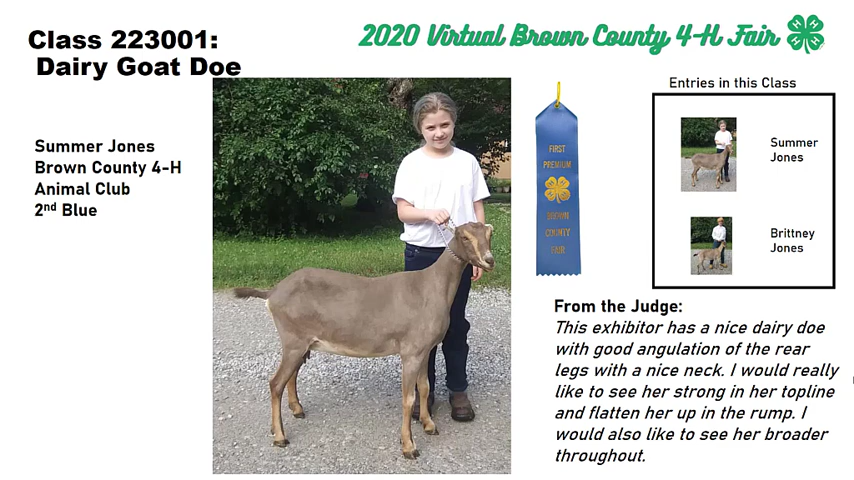 Class 223001:
Dairy Goat Doe
2020 Virtual Brown County 4-H Fair
H H
H H
Summer Jones
Brown County 4-H
Animal Club
2nd Blue
FIRST
PREMIUM
BROWN
COUNTY
FAIR
Entries in this Class
Summer
Jones
Brittney
Jones
From the Judge:
This exhibitor has a nice dairy doe
with good angulation of the rear
legs with a nice neck. I would really
like to see her strong in her topline
and flatten her up in the rump. I
would also like to see her broader
throughout.